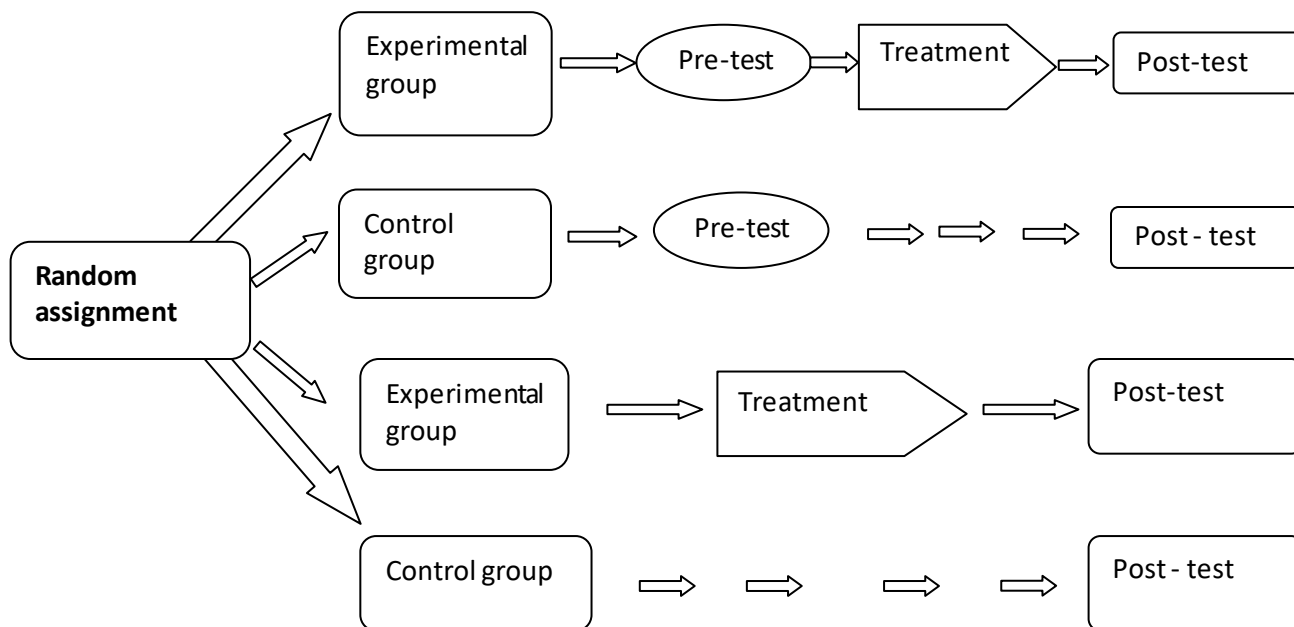 Experimental
group
Pre-test
Treatment
Post-test
Control
group
Pre-test
Post - test
Random
assignment
Experimental
group
Treatment
Post-test
Control group
Post - test